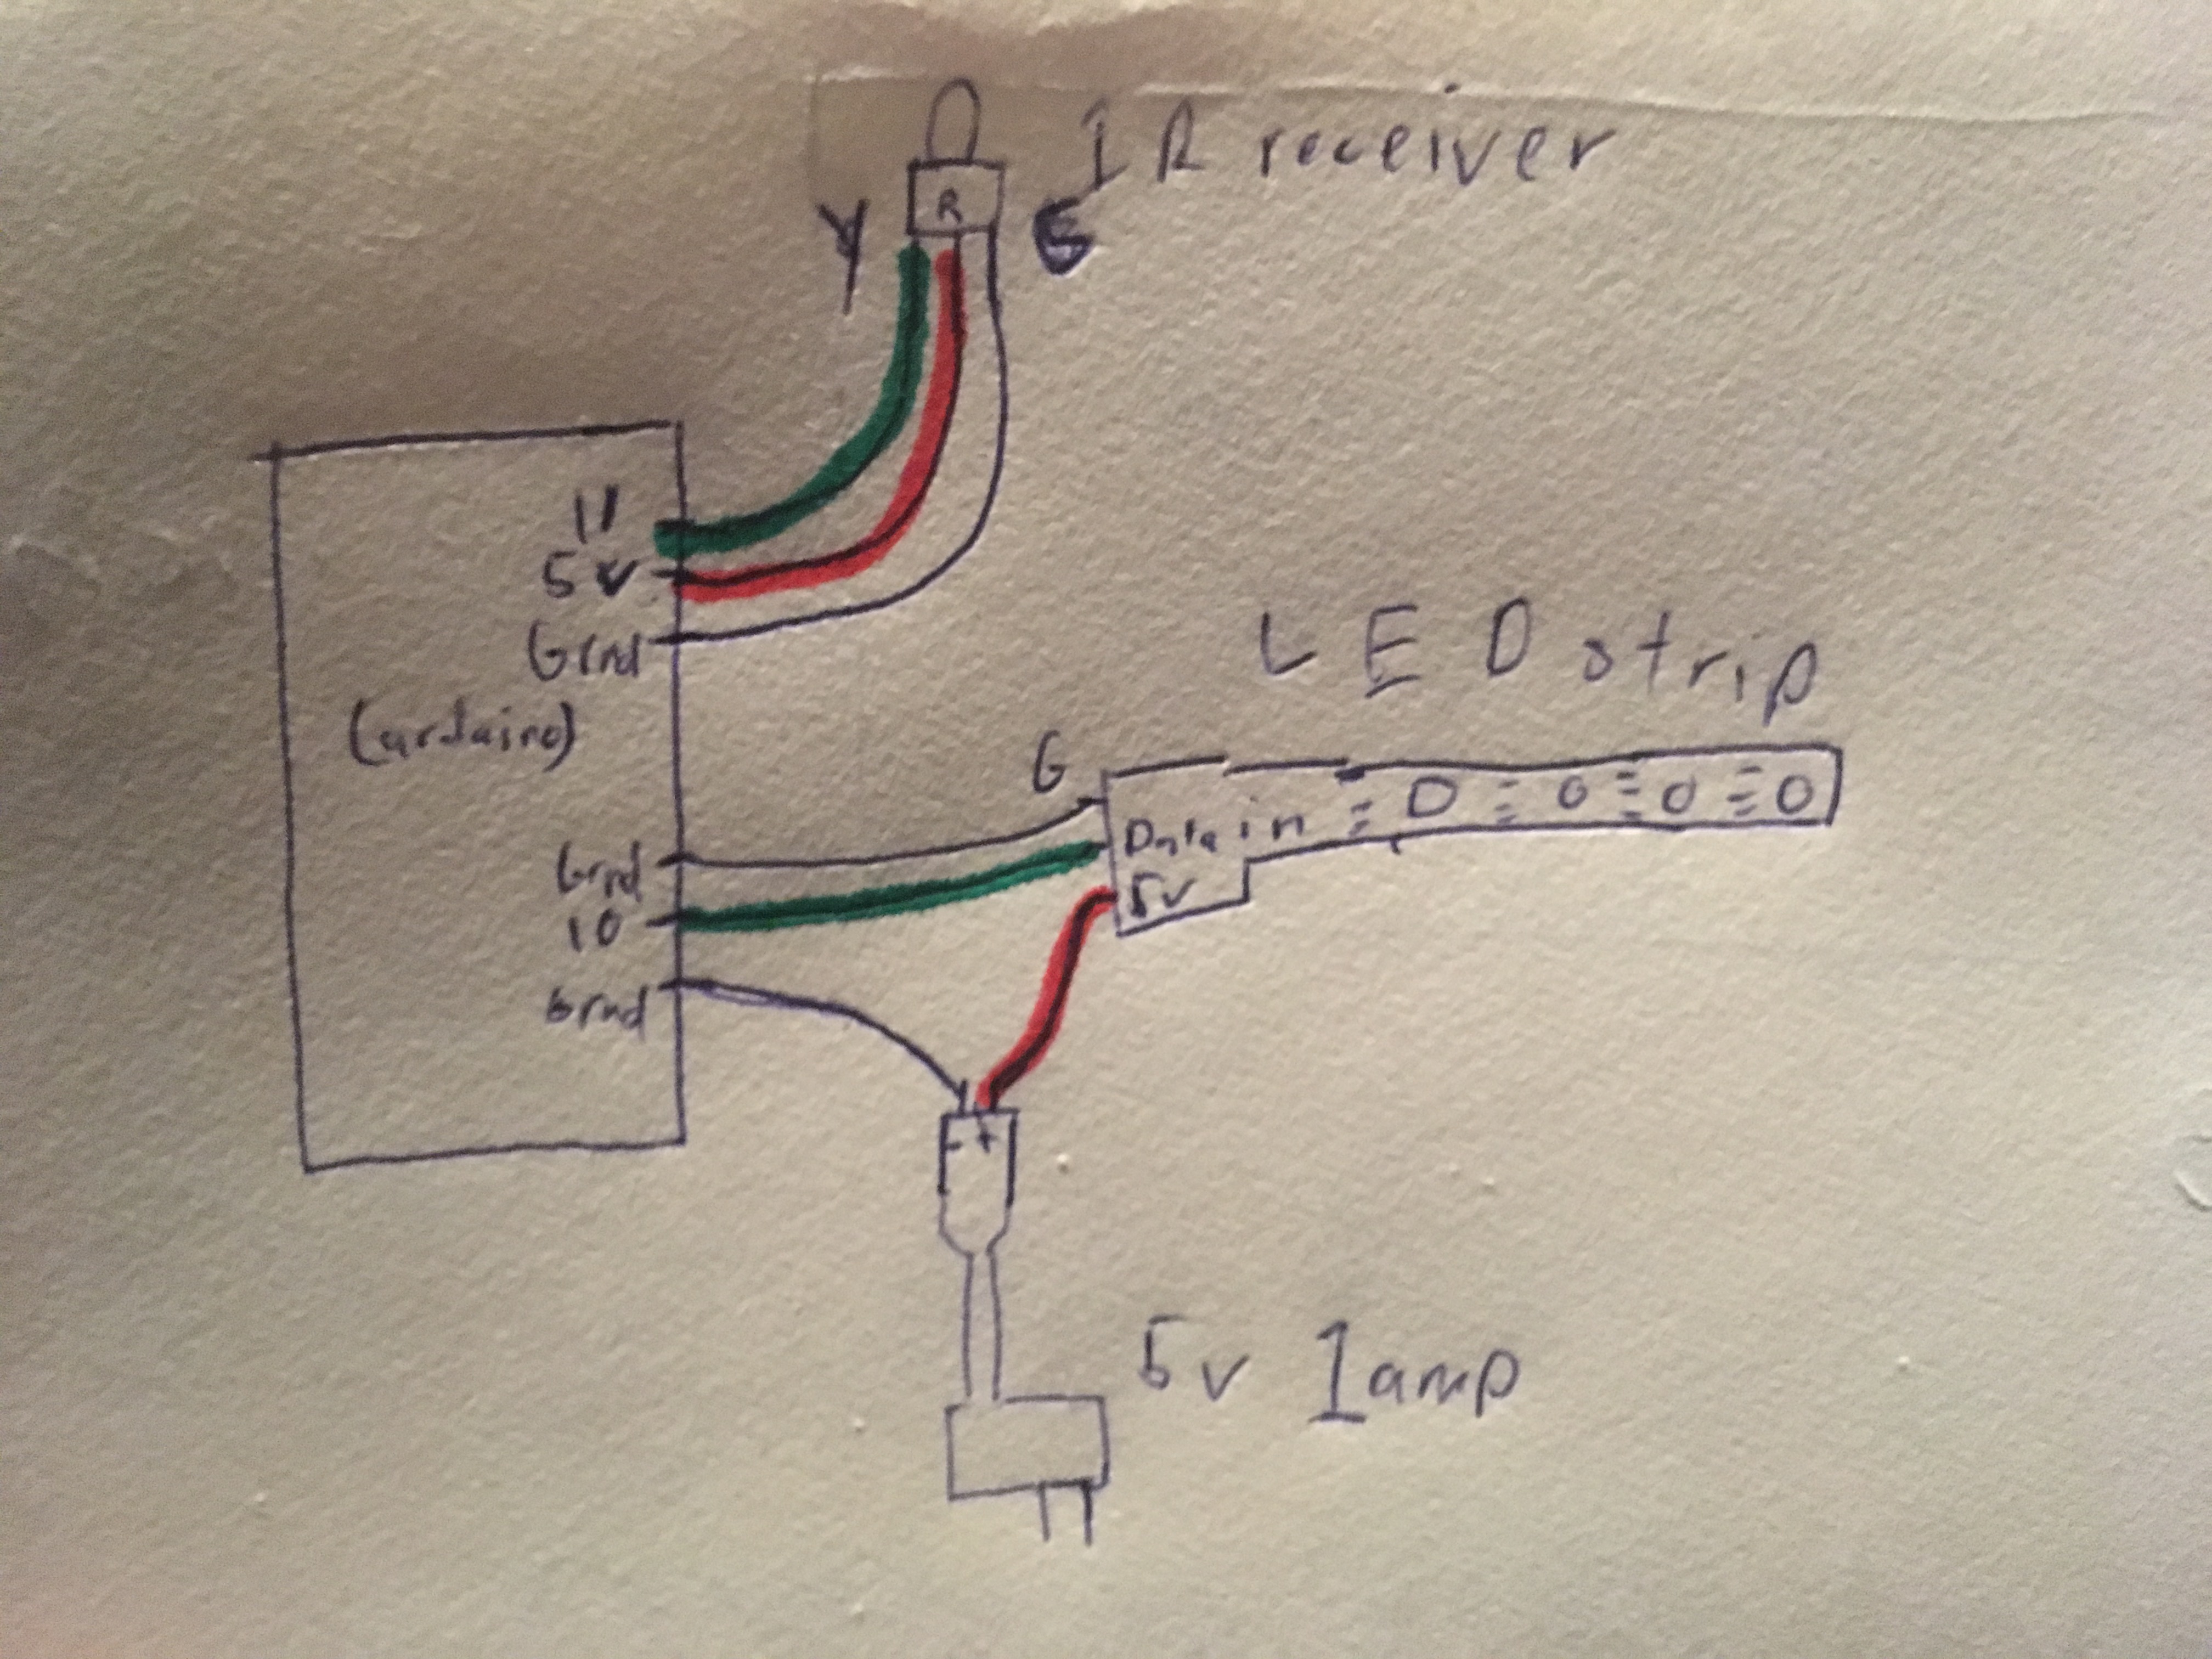 IR receiver
R
Y
G
11
5v
Grnd
(arduino)
LED strip
G
Data in
5v
Grnd
10
Grnd
- +
5v 1amp